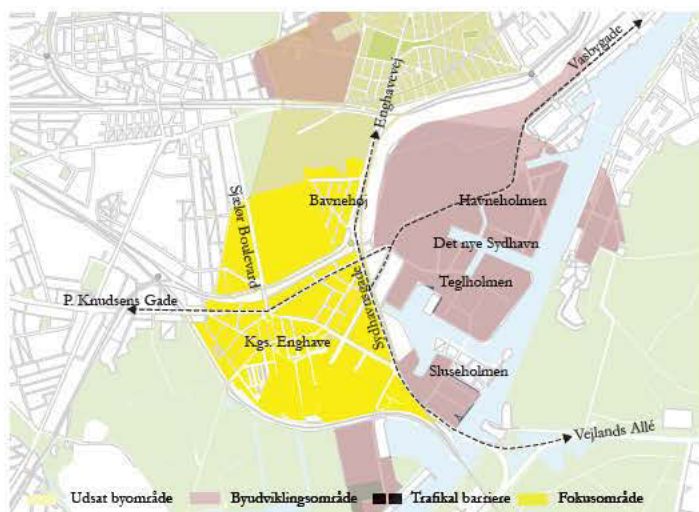 Vasbygade
Enghavevej
Bavnehøj
Havneholmen
Sjælør Boulevard
Det nye Sydhavn
Teglholmen
P. Knudsens Gade
Sydhavnsgade
Kgs. Enghave
Sluseholmen
Vejlands Allé
Udsat byområde
Byudviklingsområde
Trafikal barriere
Fokusområde